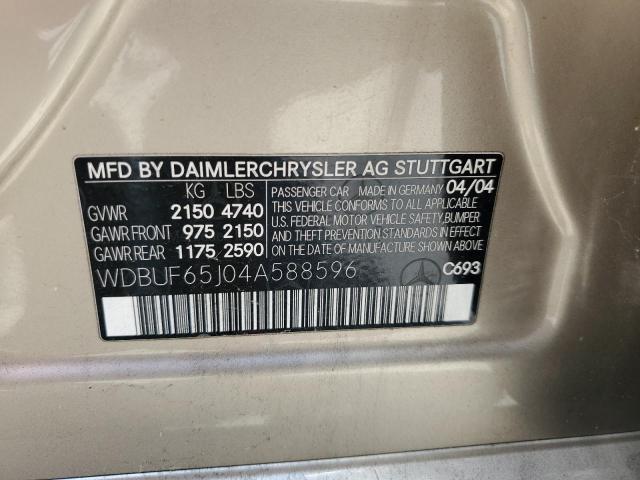 MFD BY DAIMLERCHRYSLER AG STUTTGART
KG LBS
GVWR 2150 4740
GAWR FRONT 975 2150
GAWR REAR 1175 2590
PASSENGER CAR MADE IN GERMANY 04/04
THIS VEHICLE CONFORMS TO ALL APPLICABLE
U.S. FEDERAL MOTOR VEHICLE SAFETY, BUMPER
AND THEFT PREVENTION STANDARDS IN EFFECT
ON THE DATE OF MANUFACTURE SHOWN ABOVE.
WDBUF65J04A588596
C693